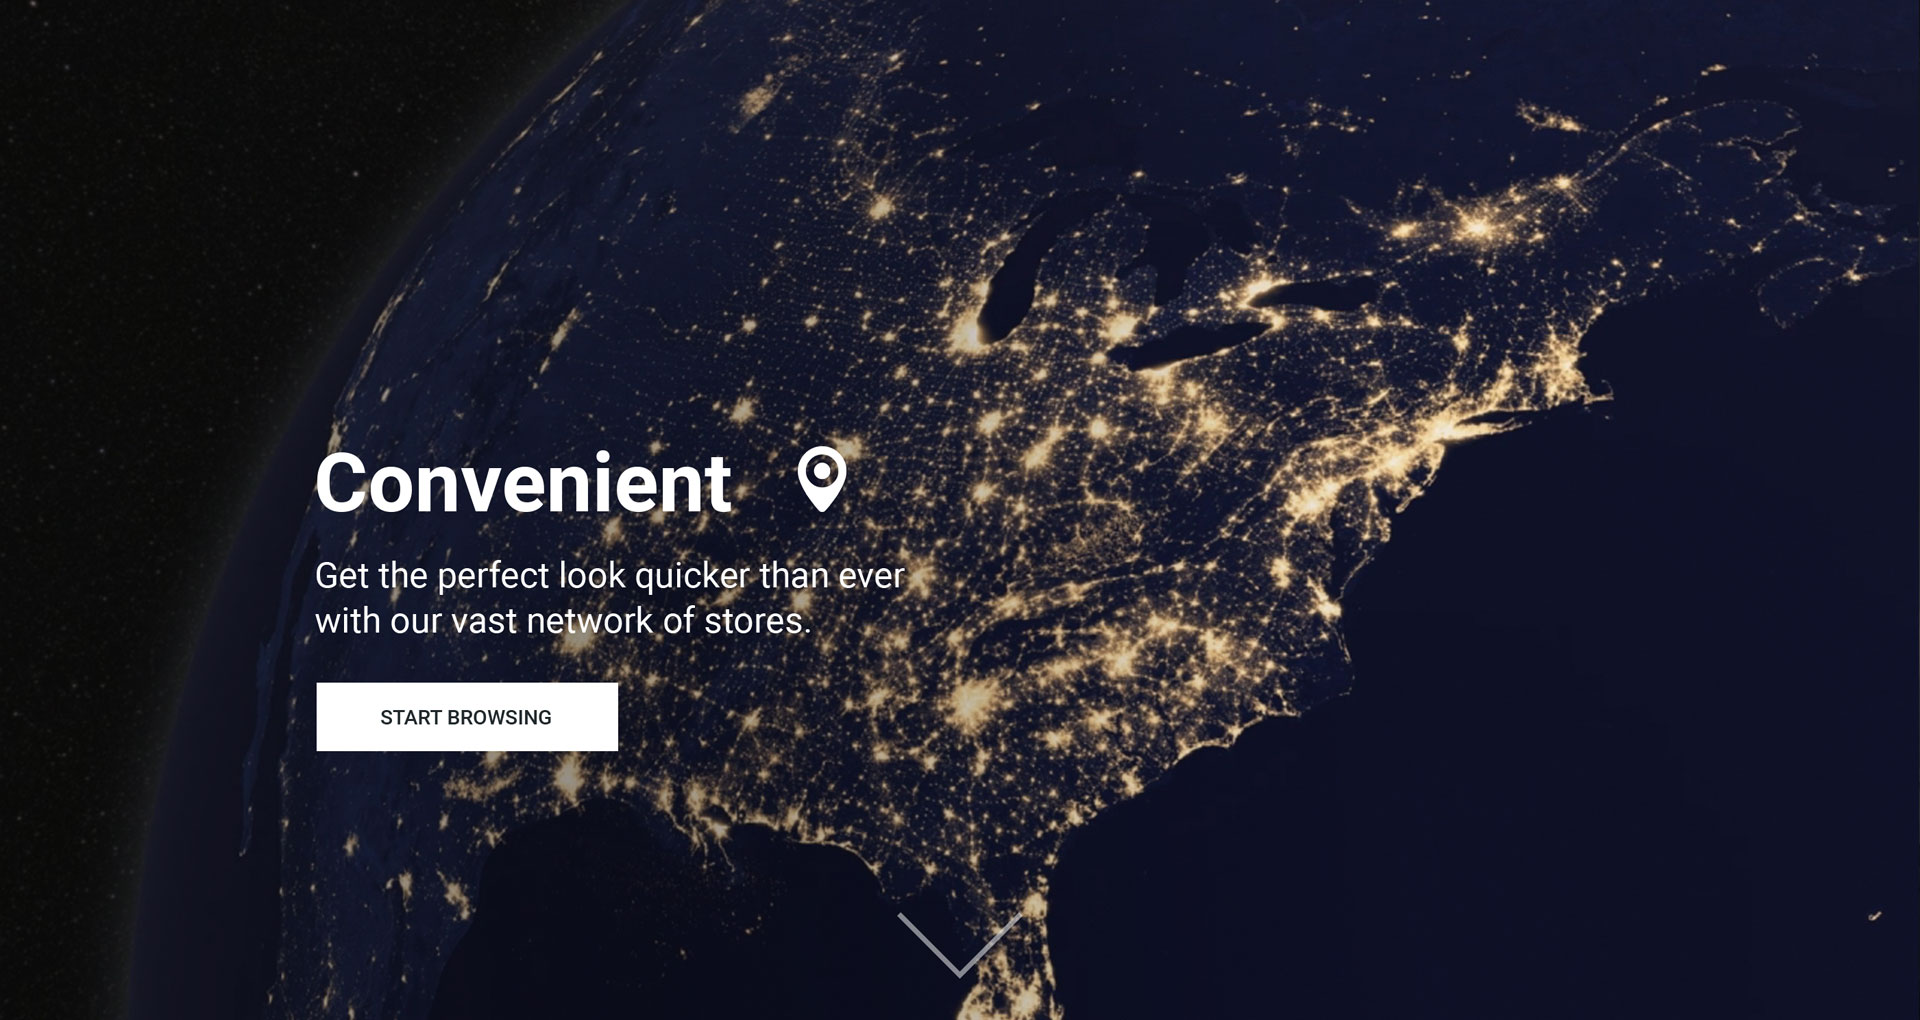 Convenient
Get the perfect look quicker than ever
with our vast network of stores.
START BROWSING